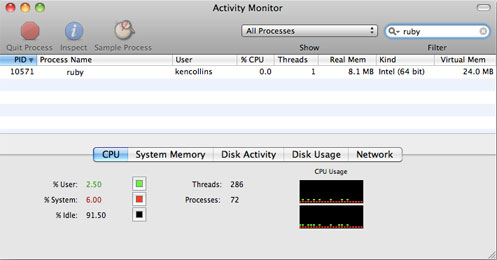 Activity Monitor
Quit Process Inspect Sample Process All Processes ruby
Show Filter
PID Process Name User % CPU Threads Real Mem Kind Virtual Mem
10571 ruby kencollins 0.0 1 8.1 MB Intel (64 bit) 24.0 MB
CPU System Memory Disk Activity Disk Usage Network
CPU Usage
% User: 2.50 Threads: 286
% System: 6.00 Processes: 72
% Idle: 91.50